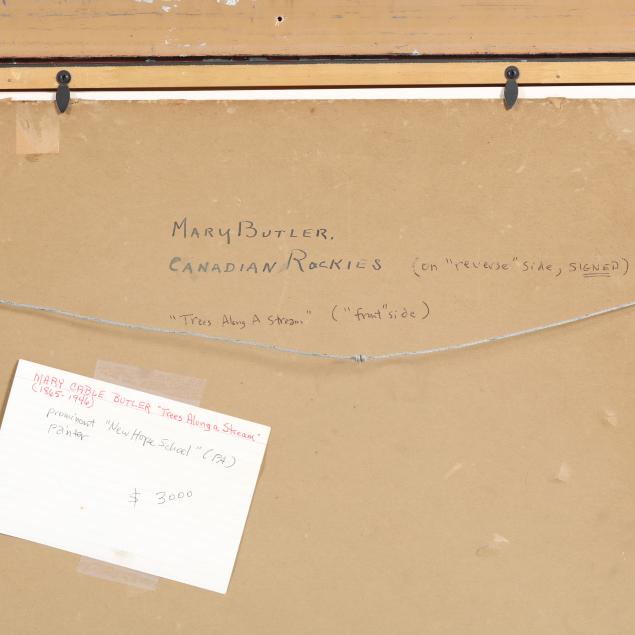 MARY BUTLER.
CANADIAN ROCKIES (on "reverse" side, SIGNED)
"Trees Along A Stream" ("front" side)
MARY CABLE BUTLER "Trees Along a Stream"
(1865-1946)
prominent "New Hope School" (PA)
painter
$ 3000